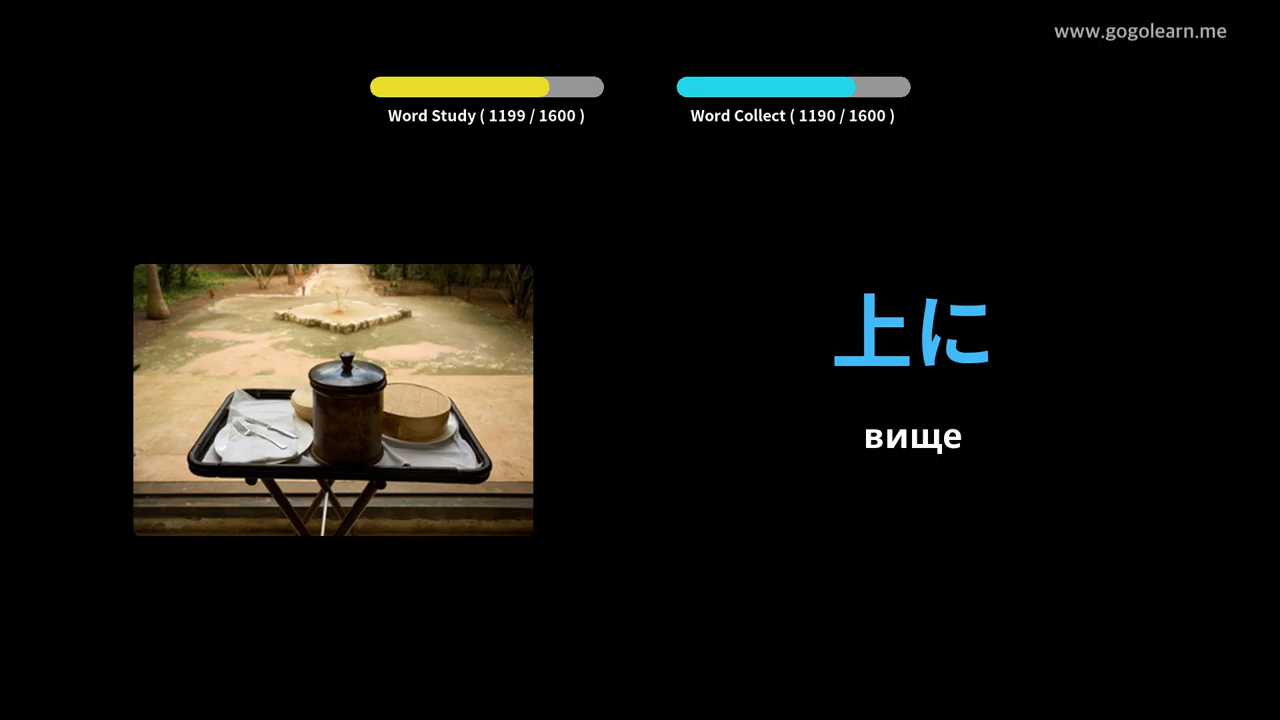 www.gogolearn.me
Word Study ( 1199 / 1600 )
Word Collect ( 1190 / 1600 )
上に
вище